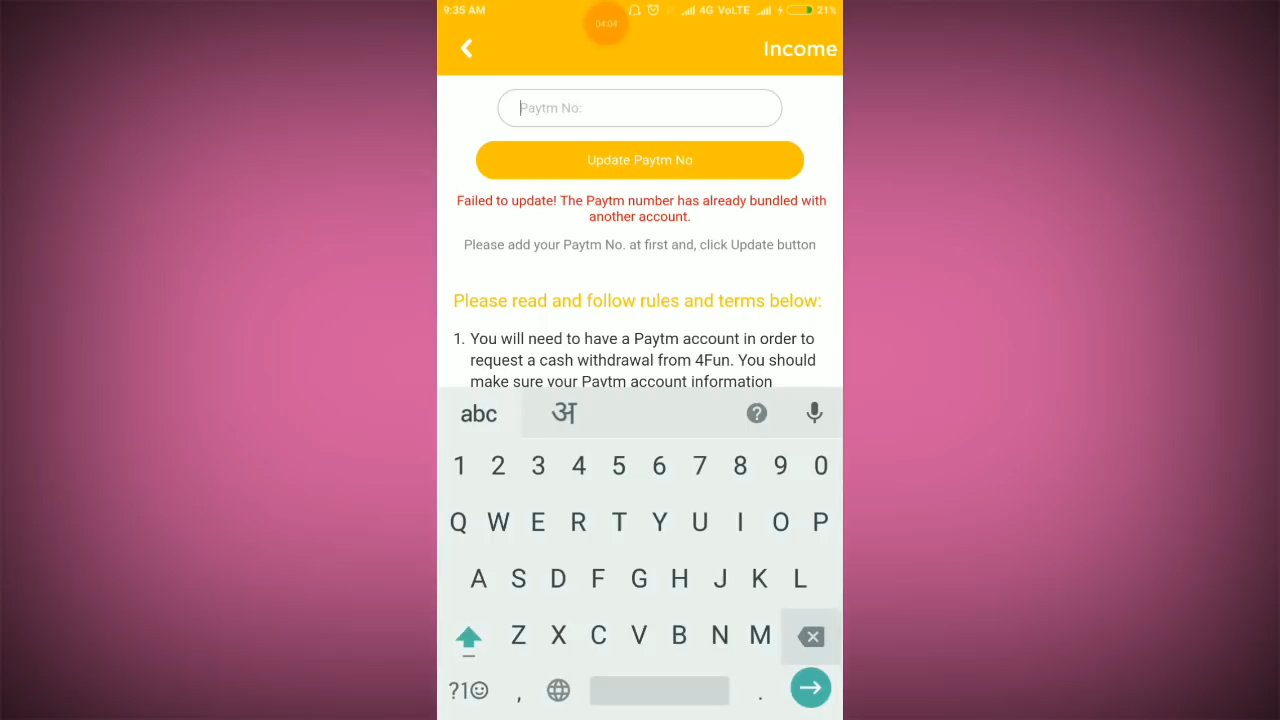 9:35 AM 04:04 4G VoLTE 21%
Income
Paytm No:
Update Paytm No
Failed to update! The Paytm number has already bundled with
another account.
Please add your Paytm No. at first and, click Update button
Please read and follow rules and terms below:
1. You will need to have a Paytm account in order to
request a cash withdrawal from 4Fun. You should
make sure your Paytm account information
abc अ
1 2 3 4 5 6 7 8 9 0
Q W E R T Y U I O P
A S D F G H J K L
Z X C V B N M
?1☺ , .